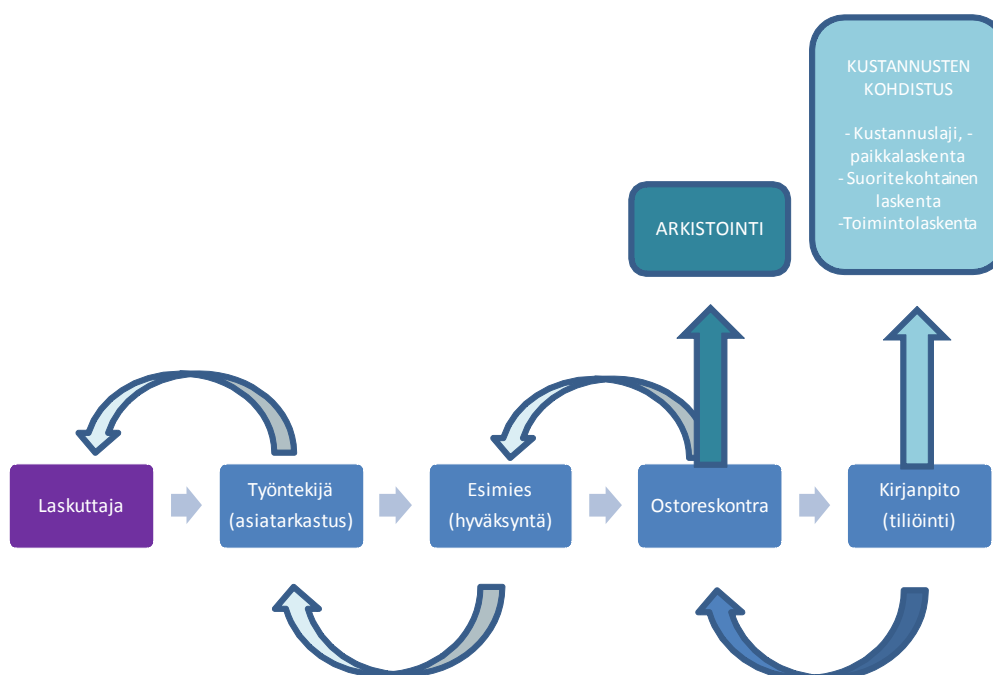 KUSTANNUSTEN
KOHDISTUS
- Kustannuslaji, -
paikkalaskenta
- Suoritekohtainen
laskenta
-Toimintolaskenta
ARKISTOINTI
Laskuttaja
Työntekijä
(asiatarkastus)
Esimies
(hyväksyntä)
Ostoreskontra
Kirjanpito
(tiliöinti)